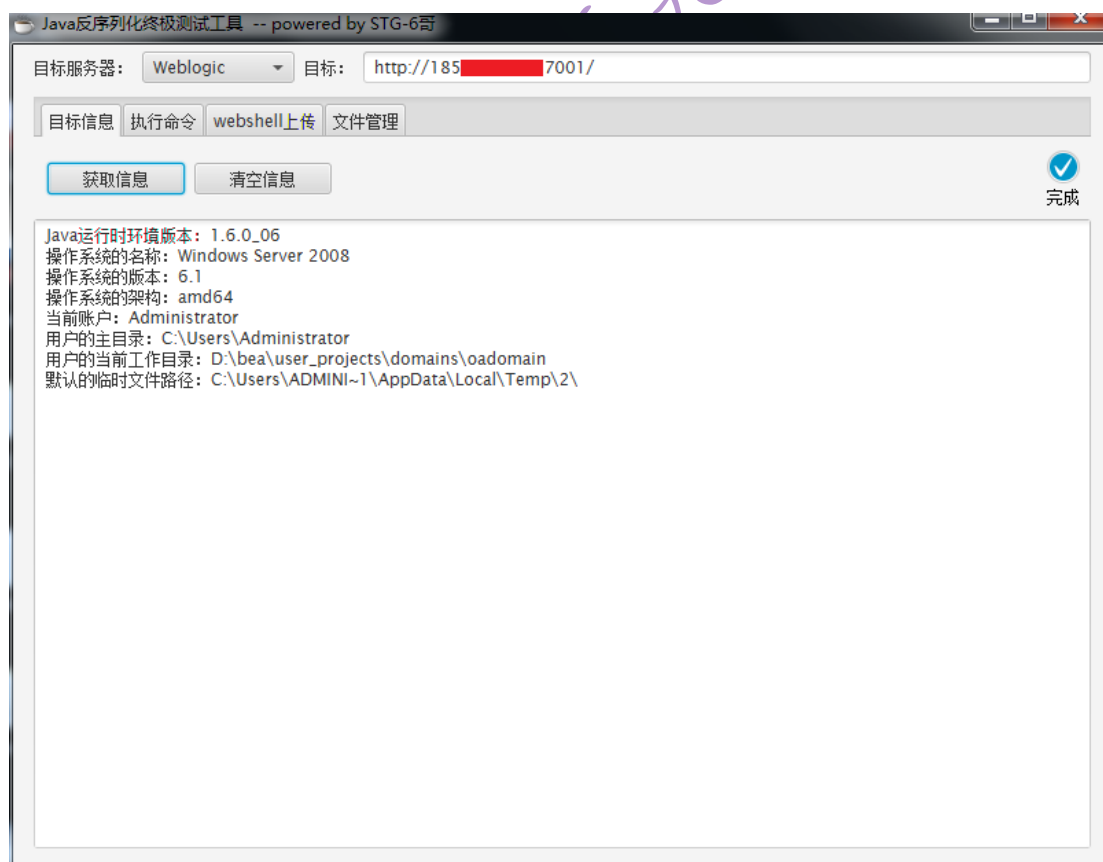 Java反序列化终极测试工具 -- powered by STG-6哥
目标服务器： Weblogic 目标： http://185 7001/
目标信息 执行命令 webshell上传 文件管理
获取信息 清空信息
完成
Java运行时环境版本：1.6.0_06
操作系统的名称：Windows Server 2008
操作系统的版本：6.1
操作系统的架构：amd64
当前账户：Administrator
用户的主目录：C:\Users\Administrator
用户的当前工作目录：D:\bea\user_projects\domains\oadomain
默认的临时文件路径：C:\Users\ADMINI~1\AppData\Local\Temp\2\